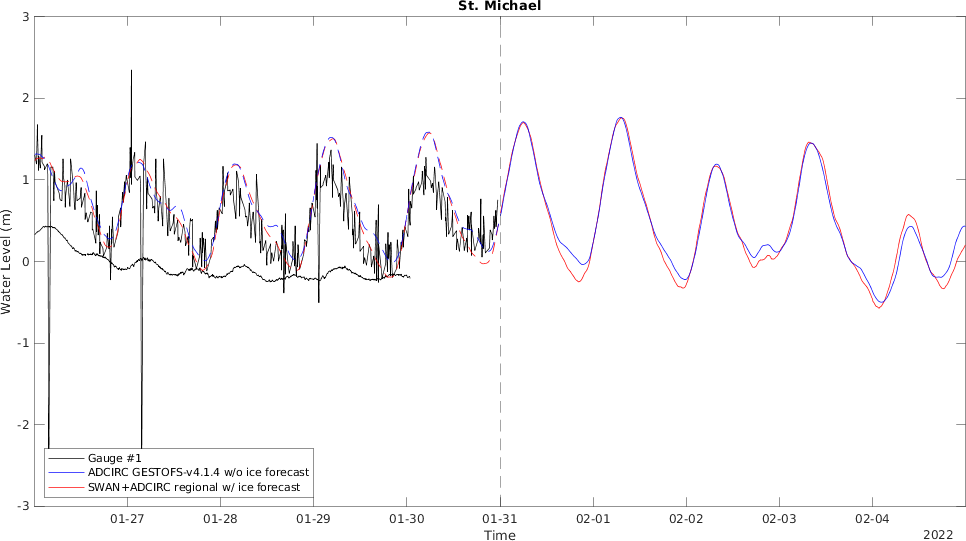 St. Michael
3
2
1
0
-1
-2
-3
Water Level (m)
Gauge #1
ADCIRC GESTOFS-v4.1.4 w/o ice forecast
SWAN+ADCIRC regional w/ ice forecast
01-27
01-28
01-29
01-30
01-31
02-01
02-02
02-03
02-04
Time
2022